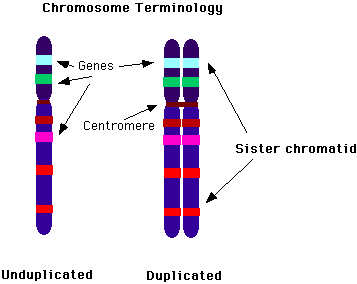 Chromosome Terminology
Genes
Centromere
Sister chromatid
Unduplicated
Duplicated